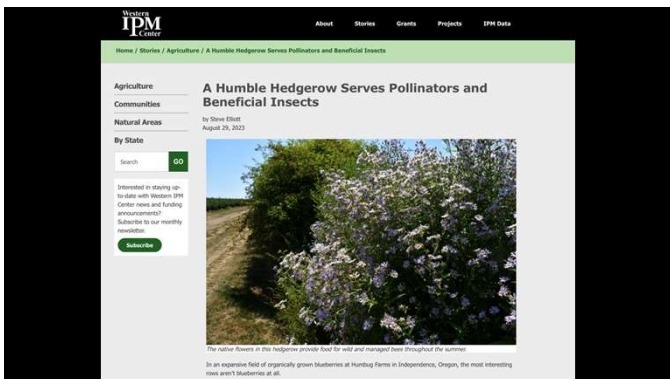 Western
IPM
Center
About Stories Grants Projects IPM Data
Home / Stories / Agriculture / A Humble Hedgerow Serves Pollinators and Beneficial Insects
Agriculture
Communities
Natural Areas
By State
Search GO
Interested in staying up-
to-date with Western IPM
Center news and funding
announcements?
Subscribe to our monthly
newsletter.
Subscribe
A Humble Hedgerow Serves Pollinators and
Beneficial Insects
by Steve Elliott
August 29, 2023
The native flowers in this hedgerow provide food for wild and managed bees throughout the summer.
In an expansive field of organically grown blueberries at Humbug Farms in Independence, Oregon, the most interesting
rows aren't blueberries at all.